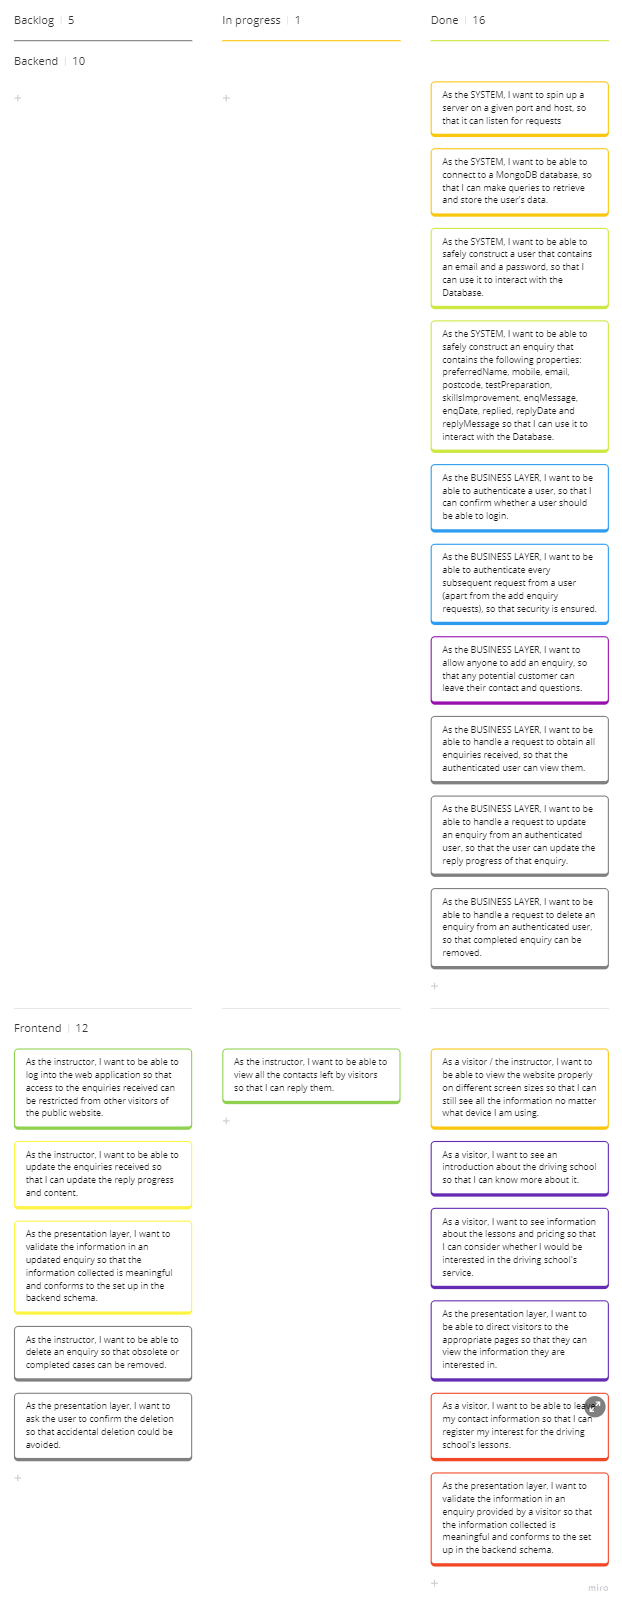 Backlog | 5
In progress | 1
Done | 16
Backend | 10
+
+
As the SYSTEM, I want to spin up a
server on a given port and host, so
that it can listen for requests
As the SYSTEM, I want to be able to
connect to a MongoDB database, so
that I can make queries to retrieve
and store the user's data.
As the SYSTEM, I want to be able to
safely construct a user that contains
an email and a password, so that I
can use it to interact with the
Database.
As the SYSTEM, I want to be able to
safely construct an enquiry that
contains the following properties:
preferredName, mobile, email,
postcode, testPreparation,
skillsImprovement, enqMessage,
enqDate, replied, replyDate and
replyMessage so that I can use it to
interact with the Database.
As the BUSINESS LAYER, I want to be
able to authenticate a user, so that I
can confirm whether a user should
be able to login.
As the BUSINESS LAYER, I want to be
able to authenticate every
subsequent request from a user
(apart from the add enquiry
requests), so that security is ensured.
As the BUSINESS LAYER, I want to
allow anyone to add an enquiry, so
that any potential customer can
leave their contact and questions.
As the BUSINESS LAYER, I want to be
able to handle a request to obtain all
enquiries received, so that the
authenticated user can view them.
As the BUSINESS LAYER, I want to be
able to handle a request to update
an enquiry from an authenticated
user, so that the user can update the
reply progress of that enquiry.
As the BUSINESS LAYER, I want to be
able to handle a request to delete an
enquiry from an authenticated user,
so that completed enquiry can be
removed.
+
Frontend | 12
As the instructor, I want to be able to
log into the web application so that
access to the enquiries received can
be restricted from other visitors of
the public website.
As the instructor, I want to be able to
update the enquiries received so
that I can update the reply progress
and content.
As the presentation layer, I want to
validate the information in an
updated enquiry so that the
information collected is meaningful
and conforms to the set up in the
backend schema.
As the instructor, I want to be able to
delete an enquiry so that obsolete or
completed cases can be removed.
As the presentation layer, I want to
ask the user to confirm the deletion
so that accidental deletion could be
avoided.
+
As the instructor, I want to be able to
view all the contacts left by visitors
so that I can reply them.
+
As a visitor / the instructor, I want to
be able to view the website properly
on different screen sizes so that I can
still see all the information no matter
what device I am using.
As a visitor, I want to see an
introduction about the driving school
so that I can know more about it.
As a visitor, I want to see information
about the lessons and pricing so that
I can consider whether I would be
interested in the driving school's
service.
As the presentation layer, I want to
be able to direct visitors to the
appropriate pages so that they can
view the information they are
interested in.
As a visitor, I want to be able to leave
my contact information so that I can
register my interest for the driving
school's lessons.
As the presentation layer, I want to
validate the information in an
enquiry provided by a visitor so that
the information collected is
meaningful and conforms to the set
up in the backend schema.
+
miro